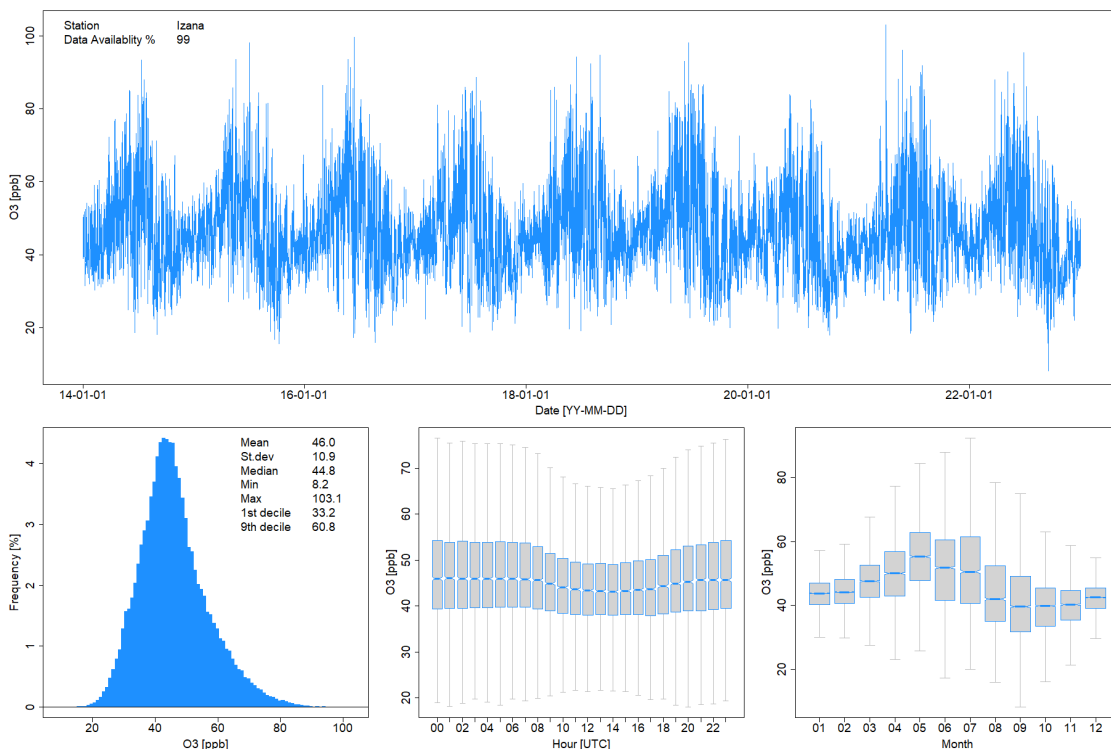 Station Izana
Data Availablity % 99
O3 [ppb]
100
80
60
40
20
14-01-01 16-01-01 18-01-01 20-01-01 22-01-01
Date [YY-MM-DD]
Frequency [%]
4
3
2
1
0
Mean 46.0
St.dev 10.9
Median 44.8
Min 8.2
Max 103.1
1st decile 33.2
9th decile 60.8
20 40 60 80 100
O3 [ppb]
O3 [ppb]
70
60
50
40
30
20
00 02 04 06 08 10 12 14 16 18 20 22
Hour [UTC]
O3 [ppb]
80
60
40
20
01 02 03 04 05 06 07 08 09 10 11 12
Month